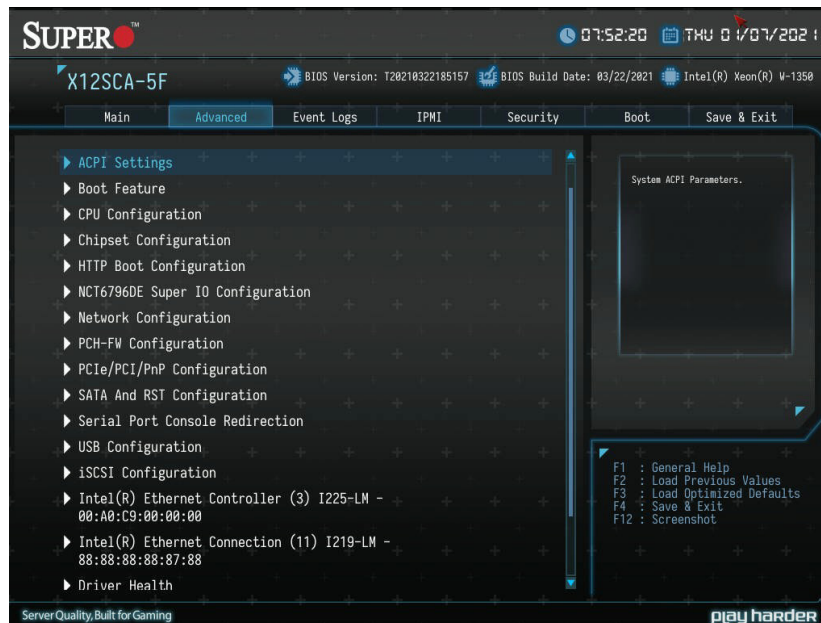 SUPER™
07:52:20 THU 01/07/2021
X12SCA-5F
BIOS Version: T20210322185157 BIOS Build Date: 03/22/2021 Intel(R) Xeon(R) W-1350
Main Advanced Event Logs IPMI Security Boot Save & Exit
ACPI Settings
Boot Feature
CPU Configuration
Chipset Configuration
HTTP Boot Configuration
NCT6796DE Super IO Configuration
Network Configuration
PCH-FW Configuration
PCIe/PCI/PnP Configuration
SATA And RST Configuration
Serial Port Console Redirection
USB Configuration
iSCSI Configuration
Intel(R) Ethernet Controller (3) I225-LM -
00:A0:C9:00:00:00
Intel(R) Ethernet Connection (11) I219-LM -
88:88:88:88:87:88
Driver Health
System ACPI Parameters.
F1 : General Help
F2 : Load Previous Values
F3 : Load Optimized Defaults
F4 : Save & Exit
F12 : Screenshot
Server Quality, Built for Gaming
play harder